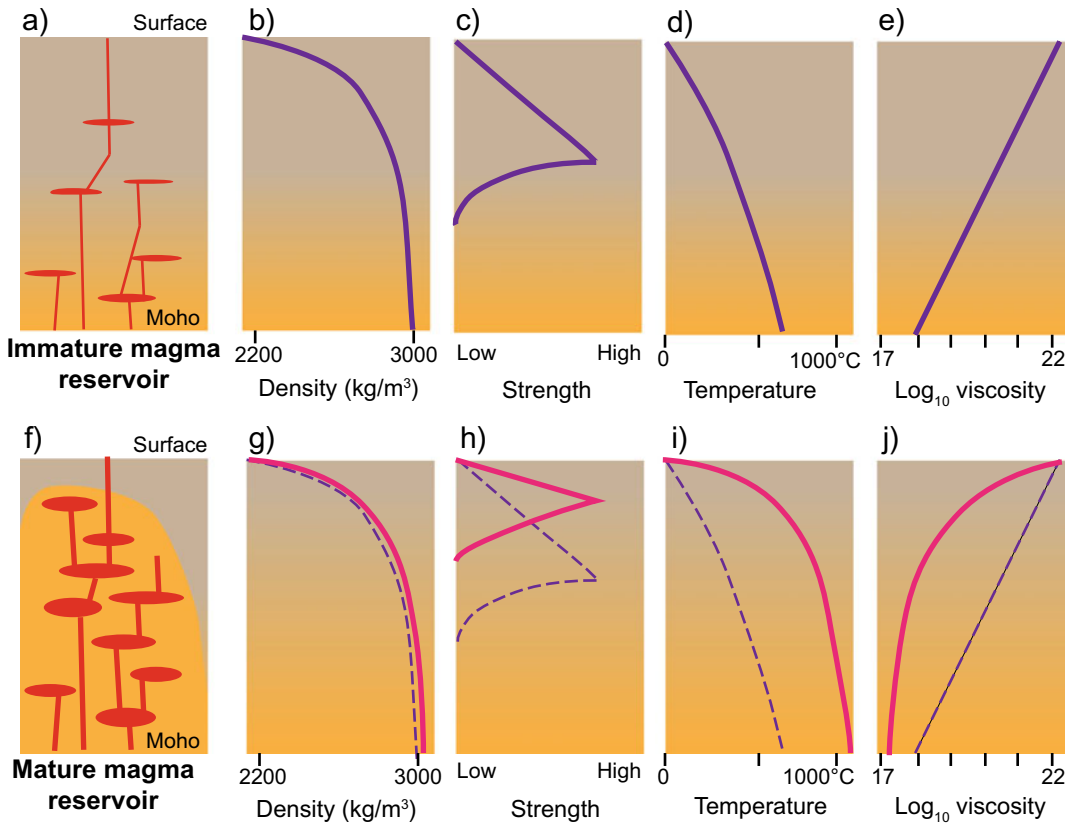 a)
Surface
b)
c)
d)
e)
Moho
Immature magma
reservoir
2200
3000
Density (kg/m³)
Low
High
Strength
0
1000°C
Temperature
17
22
Log₁₀ viscosity
f)
Surface
g)
h)
i)
j)
Moho
Mature magma
reservoir
2200
3000
Density (kg/m³)
Low
High
Strength
0
1000°C
Temperature
17
22
Log₁₀ viscosity